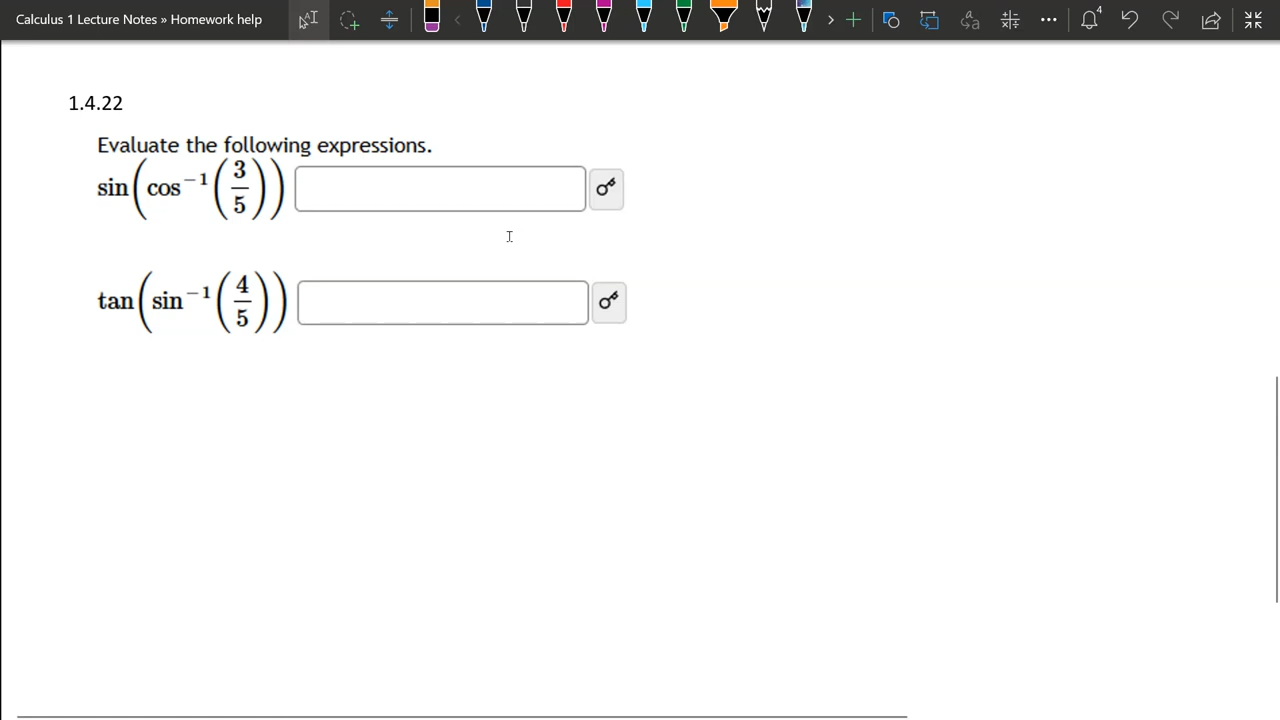 Calculus 1 Lecture Notes » Homework help
4
1.4.22
Evaluate the following expressions.
sin(cos⁻¹(3/5))
tan(sin⁻¹(4/5))